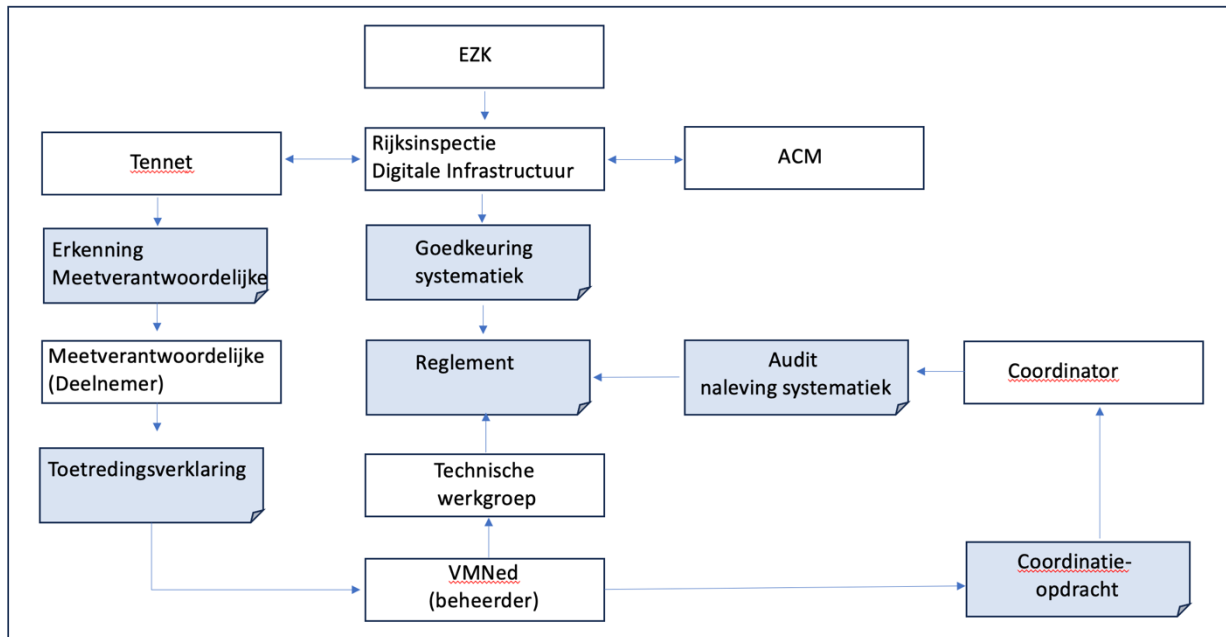 EZK
Tennet
Rijksinspectie
Digitale Infrastructuur
ACM
Erkenning
Meetverantwoordelijke
Goedkeuring
systematiek
Meetverantwoordelijke
(Deelnemer)
Reglement
Audit
naleving systematiek
Coordinator
Toetredingsverklaring
Technische
werkgroep
VMNed
(beheerder)
Coordinatie-
opdracht